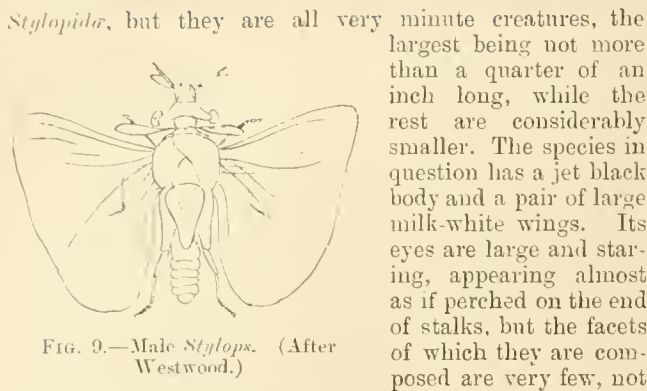 Stylopidæ, but they are all very minute creatures, the
largest being not more
than a quarter of an
inch long, while the
rest are considerably
smaller. The species in
question has a jet black
body and a pair of large
milk-white wings. Its
eyes are large and star-
ing, appearing almost
as if perched on the end
of stalks, but the facets
of which they are com-
posed are very few, not
FIG. 9.—Male Stylops. (After
Westwood.)